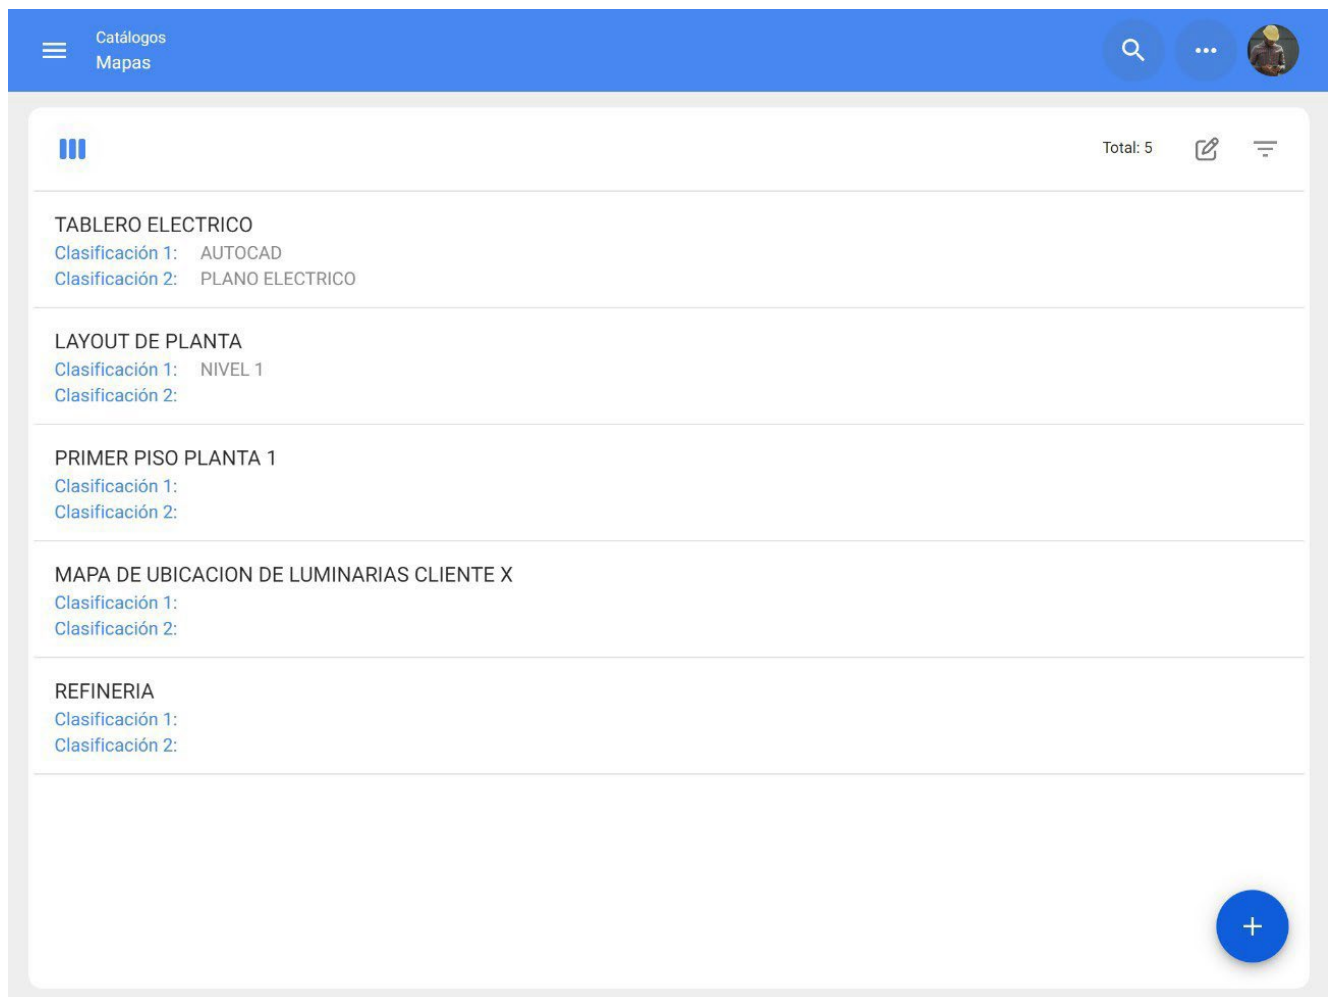 Catálogos
Mapas
Total: 5
TABLERO ELECTRICO
Clasificación 1: AUTOCAD
Clasificación 2: PLANO ELECTRICO
LAYOUT DE PLANTA
Clasificación 1: NIVEL 1
Clasificación 2:
PRIMER PISO PLANTA 1
Clasificación 1:
Clasificación 2:
MAPA DE UBICACION DE LUMINARIAS CLIENTE X
Clasificación 1:
Clasificación 2:
REFINERIA
Clasificación 1:
Clasificación 2: